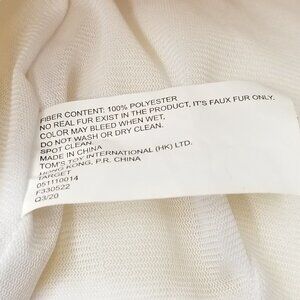 FIBER CONTENT: 100% POLYESTER
NO REAL FUR EXIST IN THE PRODUCT, IT'S FAUX FUR ONLY.
COLOR MAY BLEED WHEN WET,
DO NOT WASH OR DRY CLEAN.
SPOT CLEAN.
MADE IN CHINA
TOM'S TOY INTERNATIONAL (HK) LTD.
HONG KONG, P.R. CHINA
TARGET
051110014
F330522
Q3/20